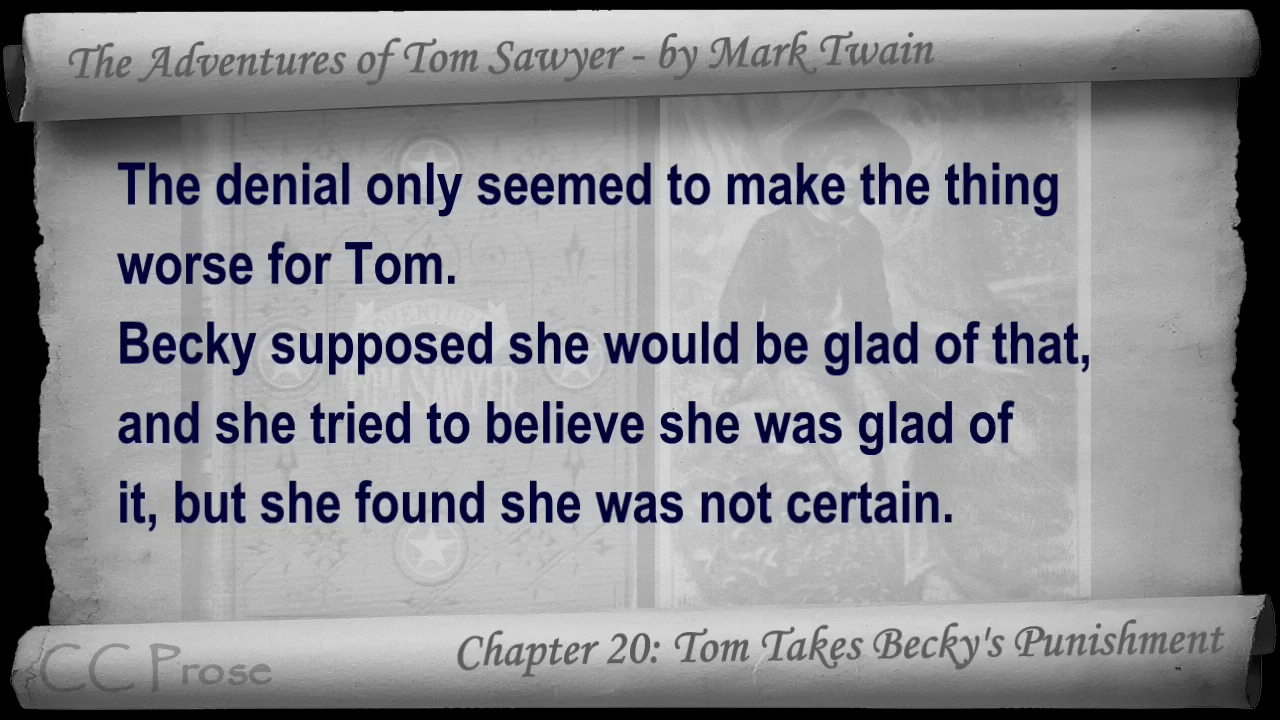 The Adventures of Tom Sawyer - by Mark Twain
The denial only seemed to make the thing
worse for Tom.
Becky supposed she would be glad of that,
and she tried to believe she was glad of
it, but she found she was not certain.
Chapter 20: Tom Takes Becky's Punishment
CC Prose